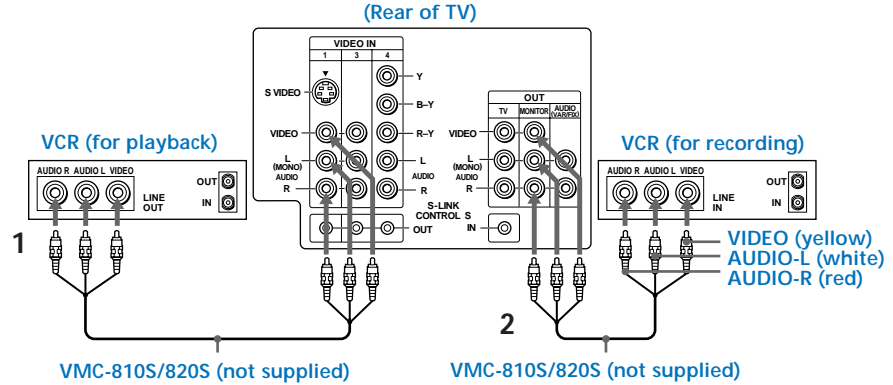 (Rear of TV)
VIDEO IN
1 3 4
S VIDEO
Y
B–Y
VIDEO
R–Y
L
(MONO)
AUDIO
R
L
AUDIO
R
S-LINK
CONTROL S
OUT
IN
OUT
TV MONITOR AUDIO
(VAR/FIX)
VIDEO
L
(MONO)
AUDIO
R
VCR (for playback)
AUDIO R AUDIO L VIDEO
LINE
OUT
OUT
IN
VCR (for recording)
AUDIO R AUDIO L VIDEO
LINE
IN
OUT
IN
1
VIDEO (yellow)
AUDIO-L (white)
AUDIO-R (red)
2
VMC-810S/820S (not supplied)
VMC-810S/820S (not supplied)